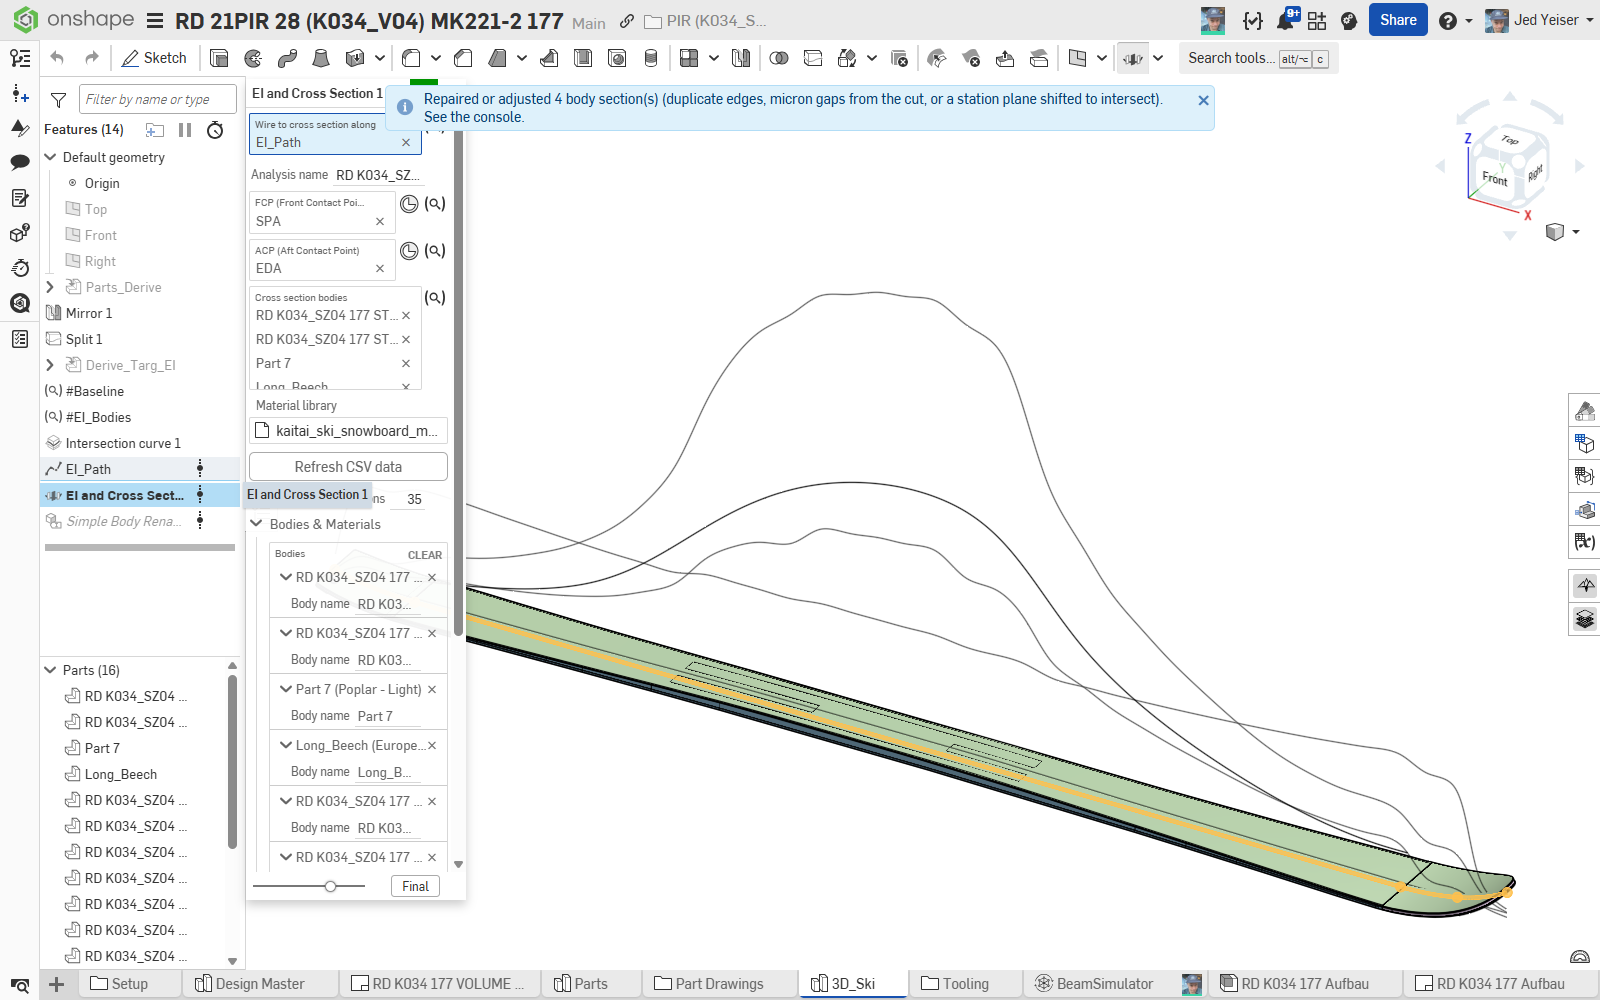 onshape
RD 21PIR 28 (K034_V04) MK221-2 177
Main
PIR (K034_S...
9+
Share
Jed Yeiser
Sketch
Search tools...
alt/⌥
c
Filter by name or type
Features (14)
Default geometry
Origin
Top
Front
Right
Parts_Derive
Mirror 1
Split 1
Derive_Targ_EI
#Baseline
#EI_Bodies
Intersection curve 1
EI_Path
EI and Cross Sect...
Simple Body Rena...
Parts (16)
RD K034_SZ04 ...
RD K034_SZ04 ...
Part 7
Long_Beech
RD K034_SZ04 ...
RD K034_SZ04 ...
RD K034_SZ04 ...
RD K034_SZ04 ...
RD K034_SZ04 ...
RD K034_SZ04 ...
RD K034_SZ04 ...
EI and Cross Section 1
Wire to cross section along
EI_Path
Analysis name
RD K034_SZ...
FCP (Front Contact Poi...
SPA
ACP (Aft Contact Point)
EDA
Cross section bodies
RD K034_SZ04 177 ST...
RD K034_SZ04 177 ST...
Part 7
Long_Beech
Material library
kaitai_ski_snowboard_m...
Refresh CSV data
EI and Cross Section 1
ns
35
Bodies & Materials
Bodies
CLEAR
RD K034_SZ04 177 ...
Body name RD K03...
RD K034_SZ04 177 ...
Body name RD K03...
Part 7 (Poplar - Light)
Body name Part 7
Long_Beech (Europe...
Body name Long_B...
RD K034_SZ04 177 ...
Body name RD K03...
RD K034_SZ04 177 ...
Final
Repaired or adjusted 4 body section(s) (duplicate edges, micron gaps from the cut, or a station plane shifted to intersect).
See the console.
Z
Top
Y
Front
Right
X
Setup
Design Master
RD K034 177 VOLUME ...
Parts
Part Drawings
3D_Ski
Tooling
BeamSimulator
RD K034 177 Aufbau
RD K034 177 Aufbau